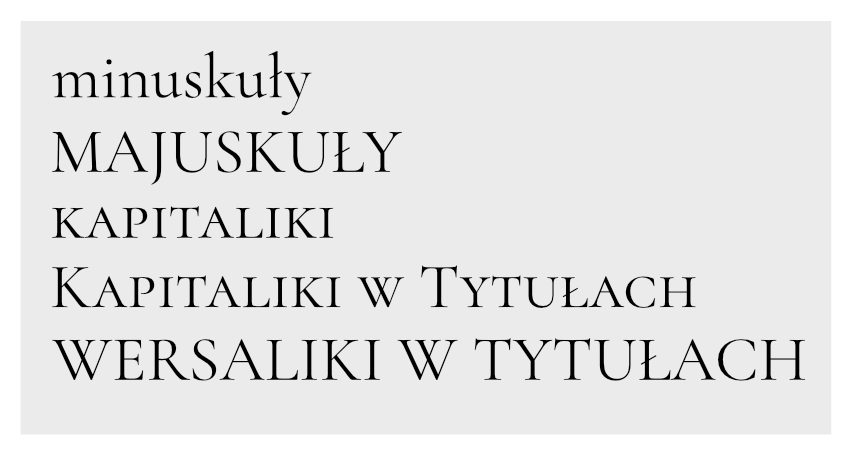 minuskuły
MAJUSKUŁY
kapitaliki
Kapitaliki w Tytułach
WERSALIKI W TYTUŁACH